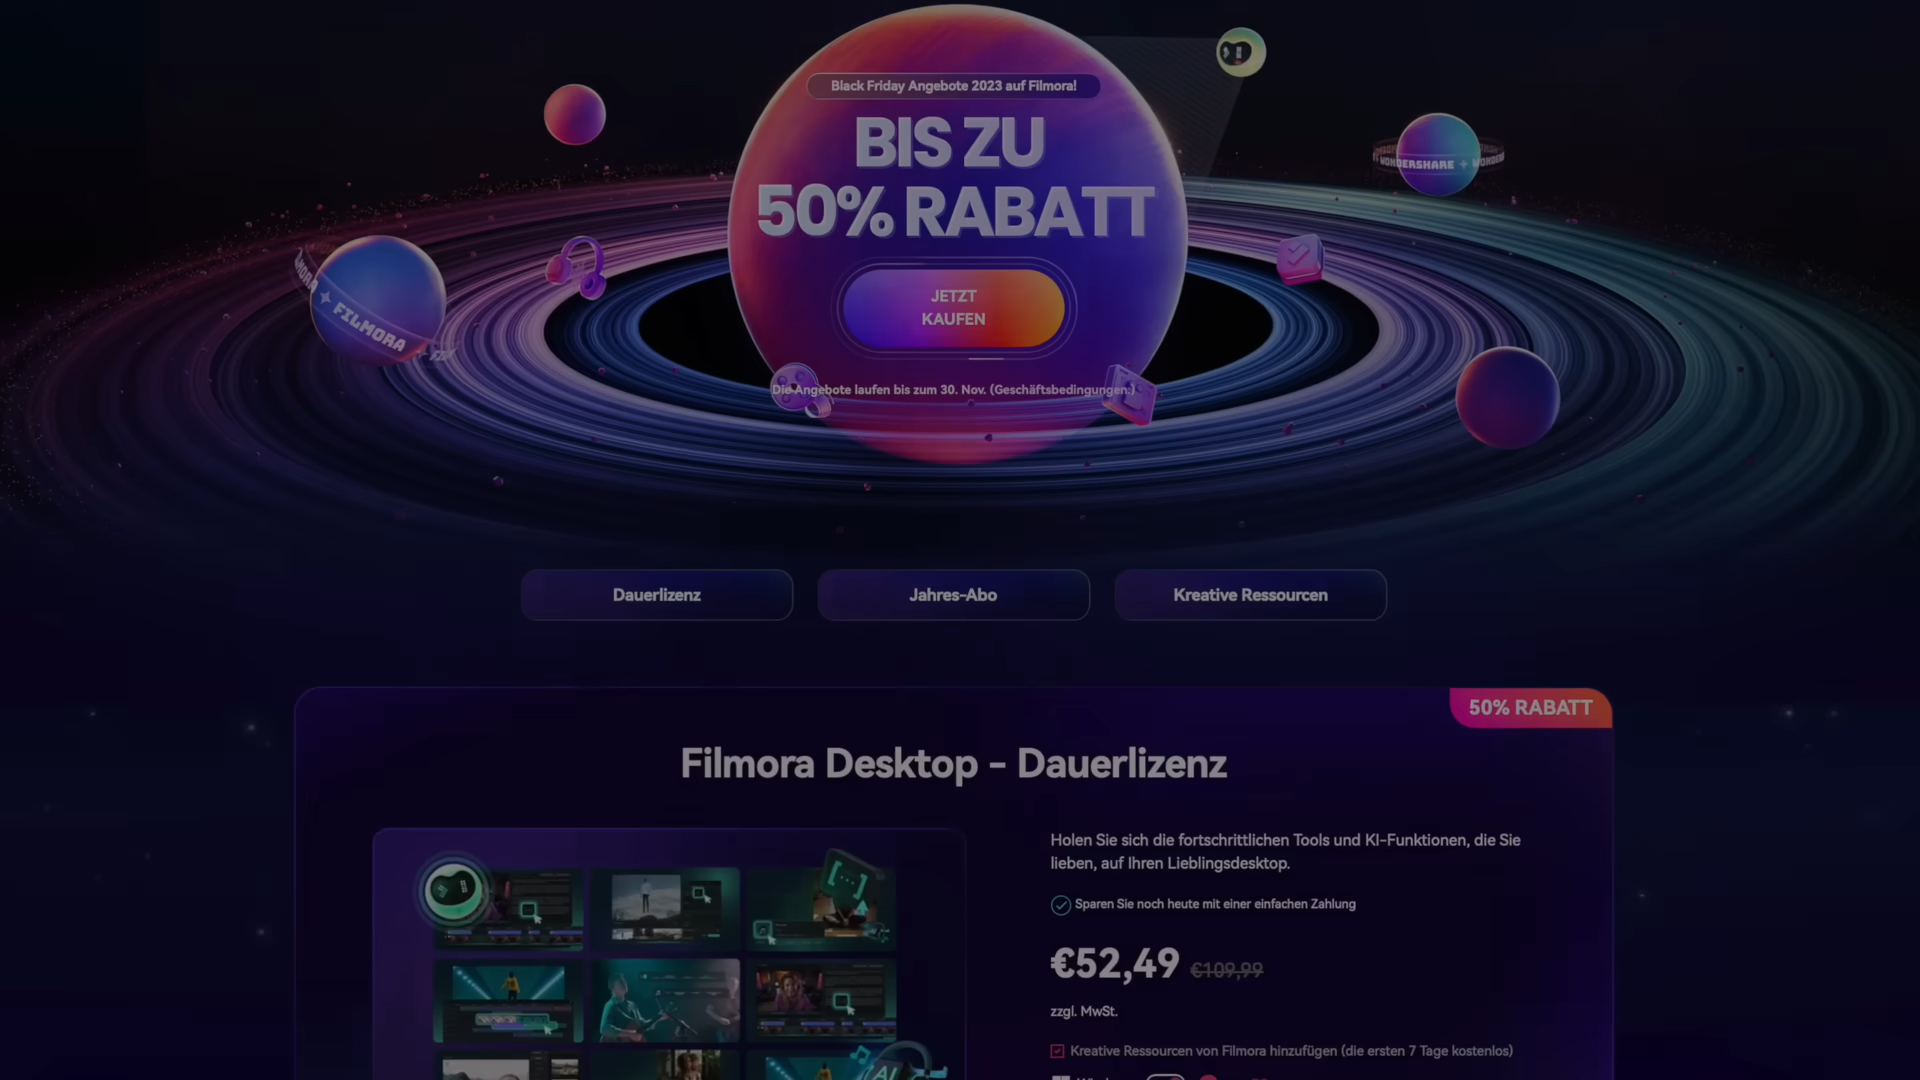 Black Friday Angebote 2023 auf Filmora!
BIS ZU
50% RABATT
WONDERSHARE
FILMORA
JETZT
KAUFEN
Die Angebote laufen bis zum 30. Nov. (Geschäftsbedingungen:)
Dauerlizenz
Jahres-Abo
Kreative Ressourcen
50% RABATT
Filmora Desktop - Dauerlizenz
Holen Sie sich die fortschrittlichen Tools und KI-Funktionen, die Sie
lieben, auf Ihren Lieblingsdesktop.
Sparen Sie noch heute mit einer einfachen Zahlung
€52,49 €109,99
zzgl. MwSt.
Kreative Ressourcen von Filmora hinzufügen (die ersten 7 Tage kostenlos)
AI